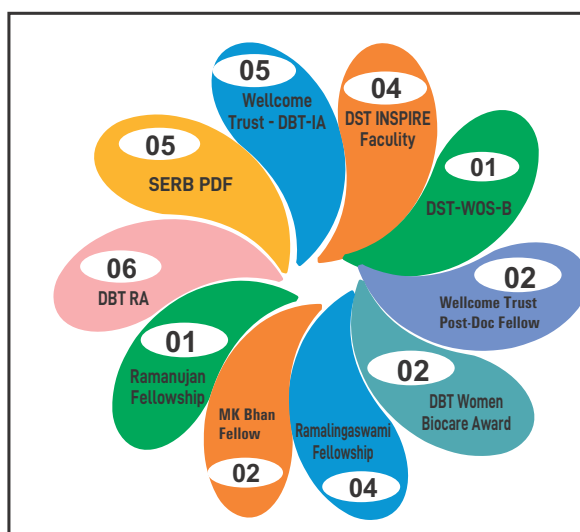 05
Wellcome
Trust - DBT-IA
04
DST INSPIRE
Faculity
01
DST-WOS-B
02
Wellcome Trust
Post-Doc Fellow
02
DBT Women
Biocare Award
Ramalingaswami
Fellowship
04
MK Bhan
Fellow
02
01
Ramanujan
Fellowship
06
DBT RA
05
SERB PDF